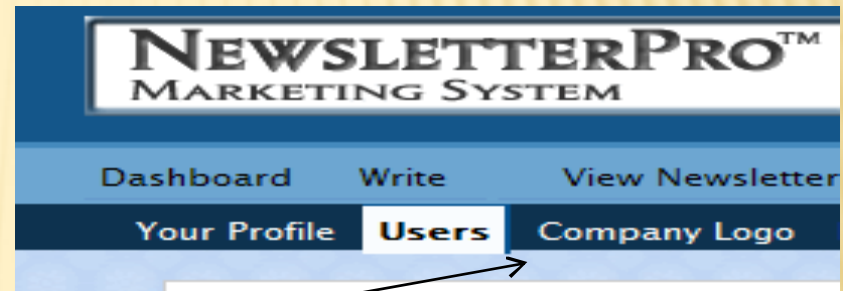 NEWSLETTERPRO™
MARKETING SYSTEM
Dashboard Write View Newsletter
Your Profile Users Company Logo